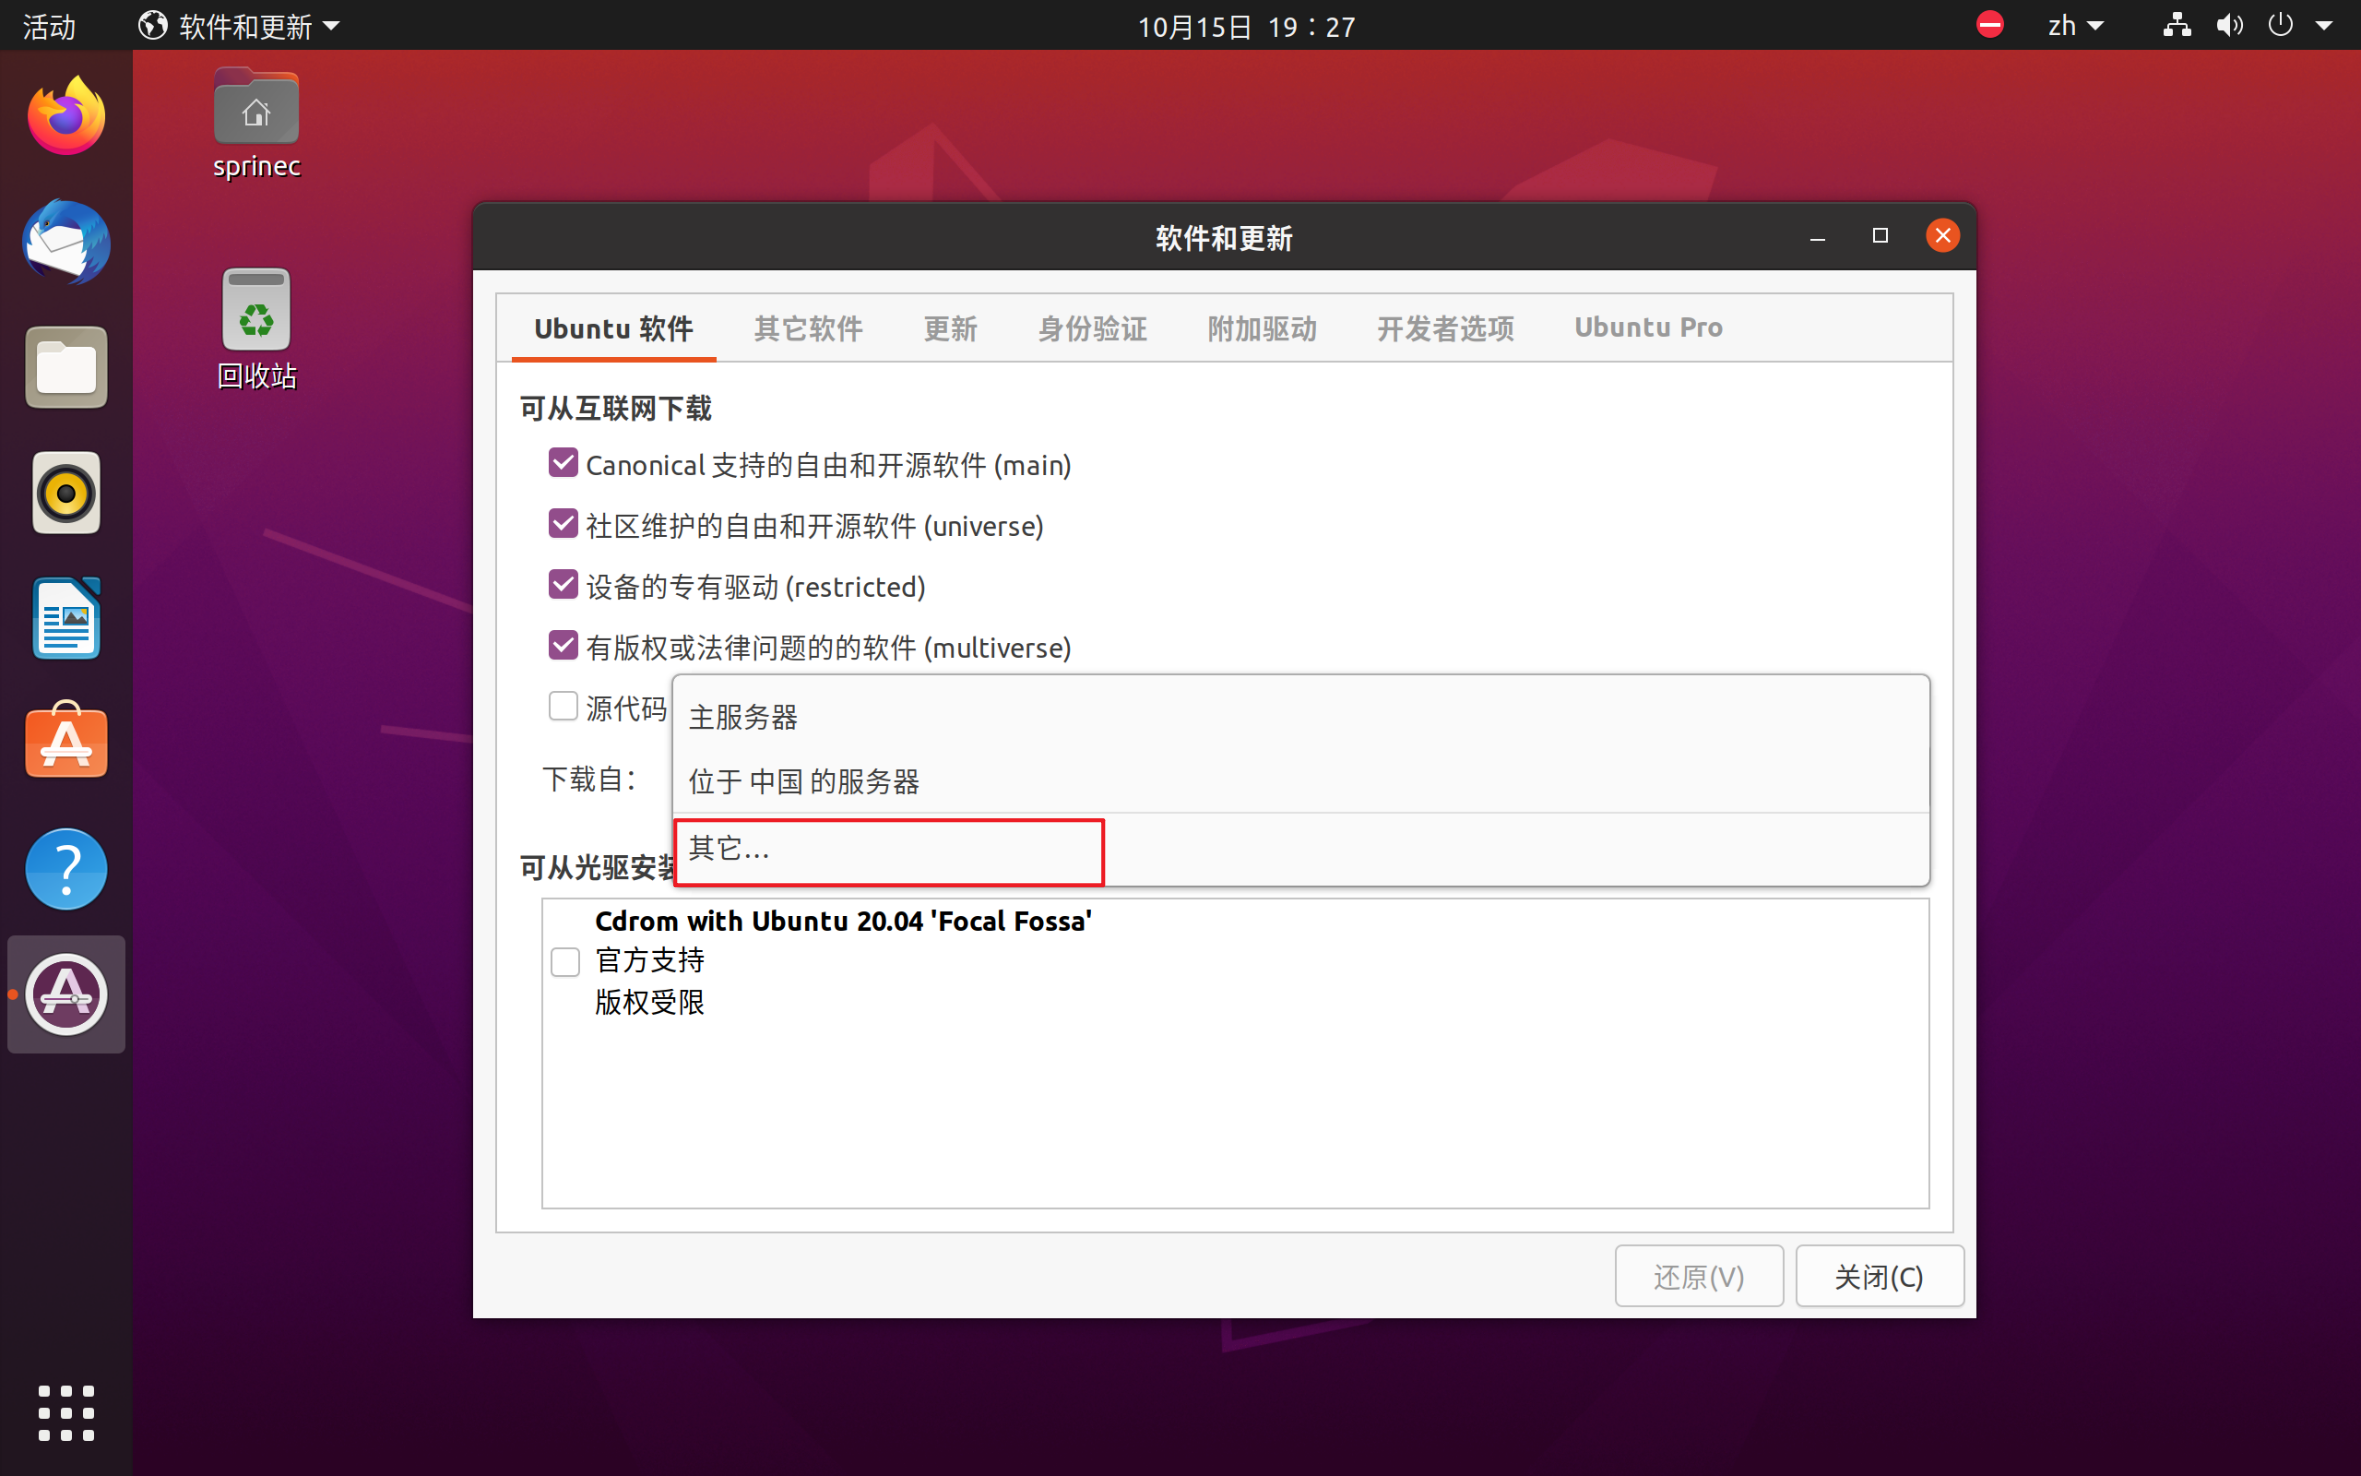 活动
软件和更新
10月15日 19：27
zh
sprinec
回收站
软件和更新
Ubuntu 软件
其它软件
更新
身份验证
附加驱动
开发者选项
Ubuntu Pro
可从互联网下载
Canonical 支持的自由和开源软件 (main)
社区维护的自由和开源软件 (universe)
设备的专有驱动 (restricted)
有版权或法律问题的的软件 (multiverse)
源代码
主服务器
下载自：
位于 中国 的服务器
其它...
可从光驱安装
Cdrom with Ubuntu 20.04 'Focal Fossa'
官方支持
版权受限
还原(V)
关闭(C)